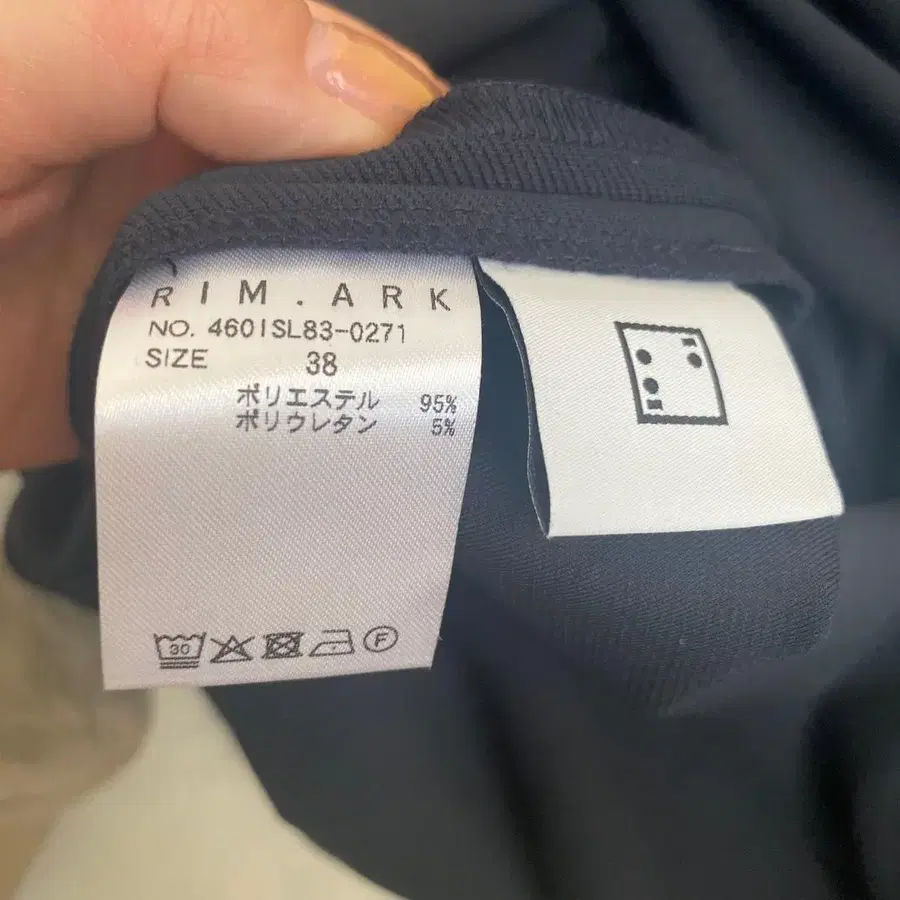 RIM.ARK
NO. 460ISL83-0271
SIZE 38
ポリエステル 95%
ポリウレタン 5%
30
F